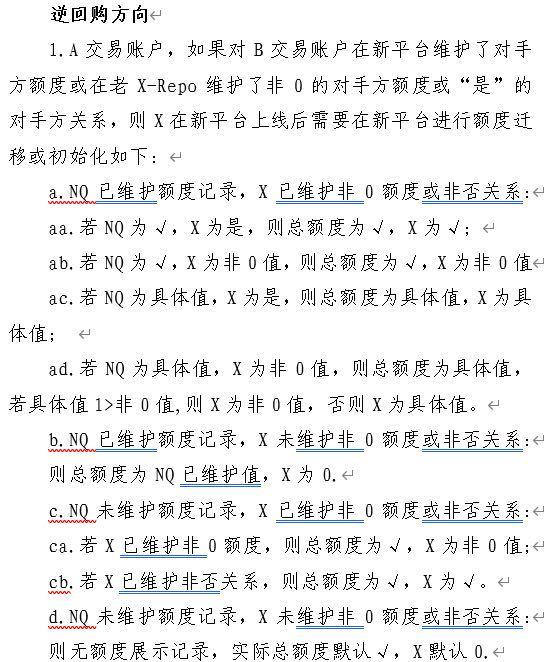 逆回购方向
1.A 交易账户，如果对 B 交易账户在新平台维护了对手
方额度或在老 X-Repo 维护了非 0 的对手方额度或“是”的
对手方关系，则 X 在新平台上线后需要在新平台进行额度迁
移或初始化如下：
a.NQ 已维护额度记录，X 已维护非 0 额度或非否关系：
aa.若 NQ 为√，X 为是，则总额度为√，X 为√；
ab.若 NQ 为√，X 为非 0 值，则总额度为√，X 为非 0 值
ac.若 NQ 为具体值，X 为是，则总额度为具体值，X 为具
体值；
ad.若 NQ 为具体值，X 为非 0 值，则总额度为具体值，
若具体值 1>非 0 值,则 X 为非 0 值，否则 X 为具体值。
b.NQ 已维护额度记录，X 未维护非 0 额度或非否关系：
则总额度为 NQ 已维护值，X 为 0.
c.NQ 未维护额度记录，X 已维护非 0 额度或非否关系：
ca.若 X 已维护非 0 额度，则总额度为√，X 为非 0 值；
cb.若 X 已维护非否关系，则总额度为√，X 为√。
d.NQ 未维护额度记录，X 未维护非 0 额度或非否关系：
则无额度展示记录，实际总额度默认√，X 默认 0.